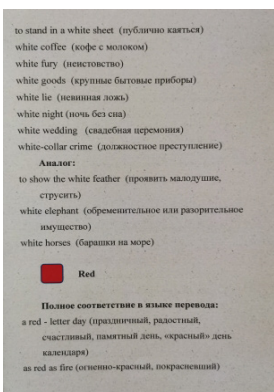 to stand in a white sheet (публично каяться)
white coffee (кофе с молоком)
white fury (неистовство)
white goods (крупные бытовые приборы)
white lie (невинная ложь)
white night (ночь без сна)
white wedding (свадебная церемония)
white-collar crime (должностное преступление)
Аналог:
to show the white feather (проявить малодушие,
струсить)
white elephant (обременительное или разорительное
имущество)
white horses (барашки на море)
Red
Полное соответствие в языке перевода:
a red - letter day (праздничный, радостный,
счастливый, памятный день, «красный» день
календаря)
as red as fire (огненно-красный, покрасневший)